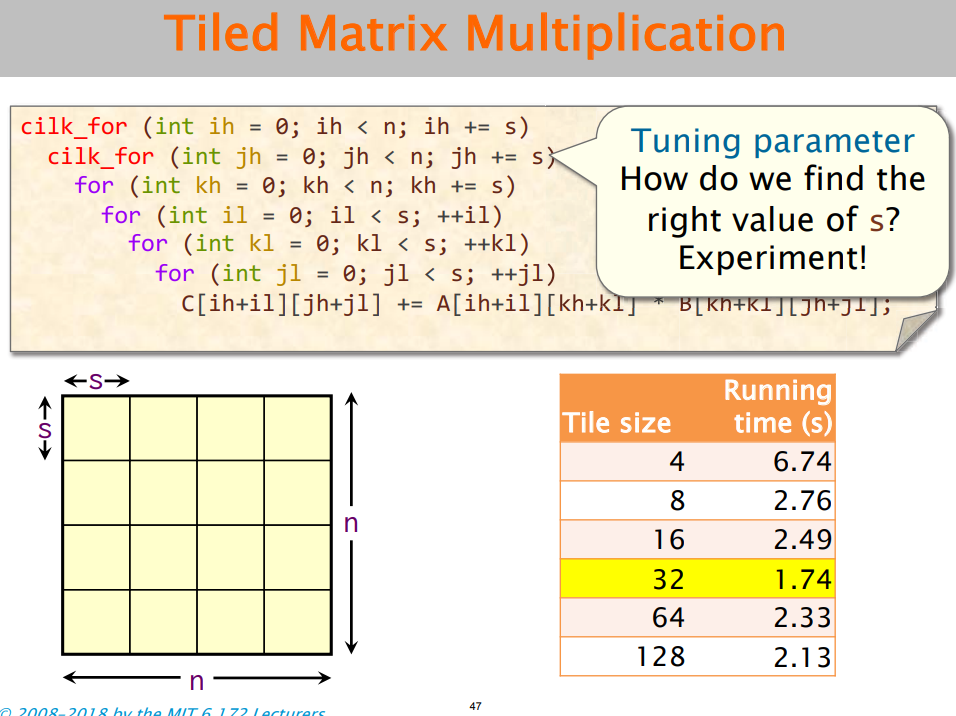 Tiled Matrix Multiplication
cilk_for (int ih = 0; ih < n; ih += s)
cilk_for (int jh = 0; jh < n; jh += s)
for (int kh = 0; kh < n; kh += s)
for (int il = 0; il < s; ++il)
for (int kl = 0; kl < s; ++kl)
for (int jl = 0; jl < s; ++jl)
C[ih+il][jh+jl] += A[ih+il][kh+kl] * B[kh+kl][jh+jl];
Tuning parameter
How do we find the
right value of s?
Experiment!
s
s
n
n
Running
Tile size time (s)
4 6.74
8 2.76
16 2.49
32 1.74
64 2.33
128 2.13
© 2008-2018 by the MIT 6.172 Lecturers
47